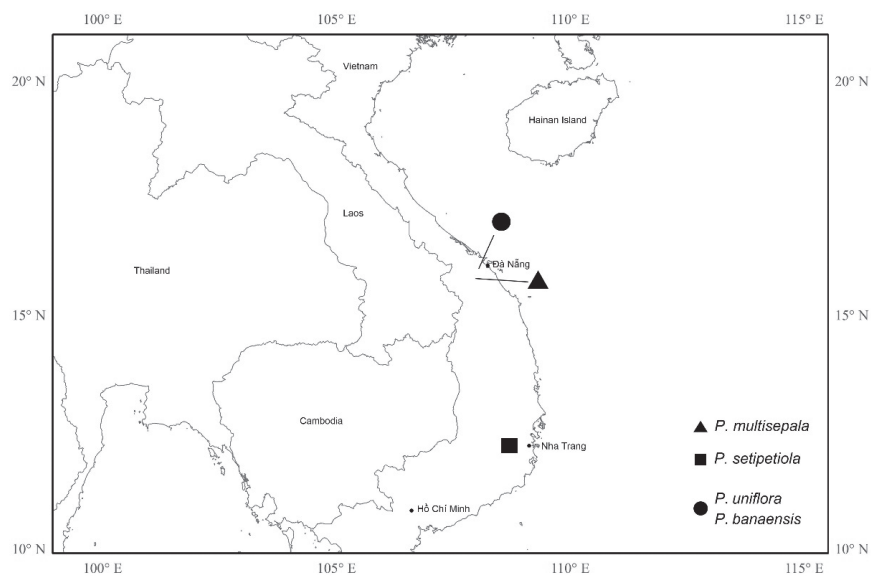 100° E 105° E 110° E 115° E
20° N 20° N
Vietnam
Hainan Island
Laos
Đà Nẵng
Thailand
15° N 15° N
Cambodia
P. multisepala
Nha Trang
P. setipetiola
Hồ Chí Minh
P. uniflora
P. banaensis
10° N 10° N
100° E 105° E 110° E 115° E